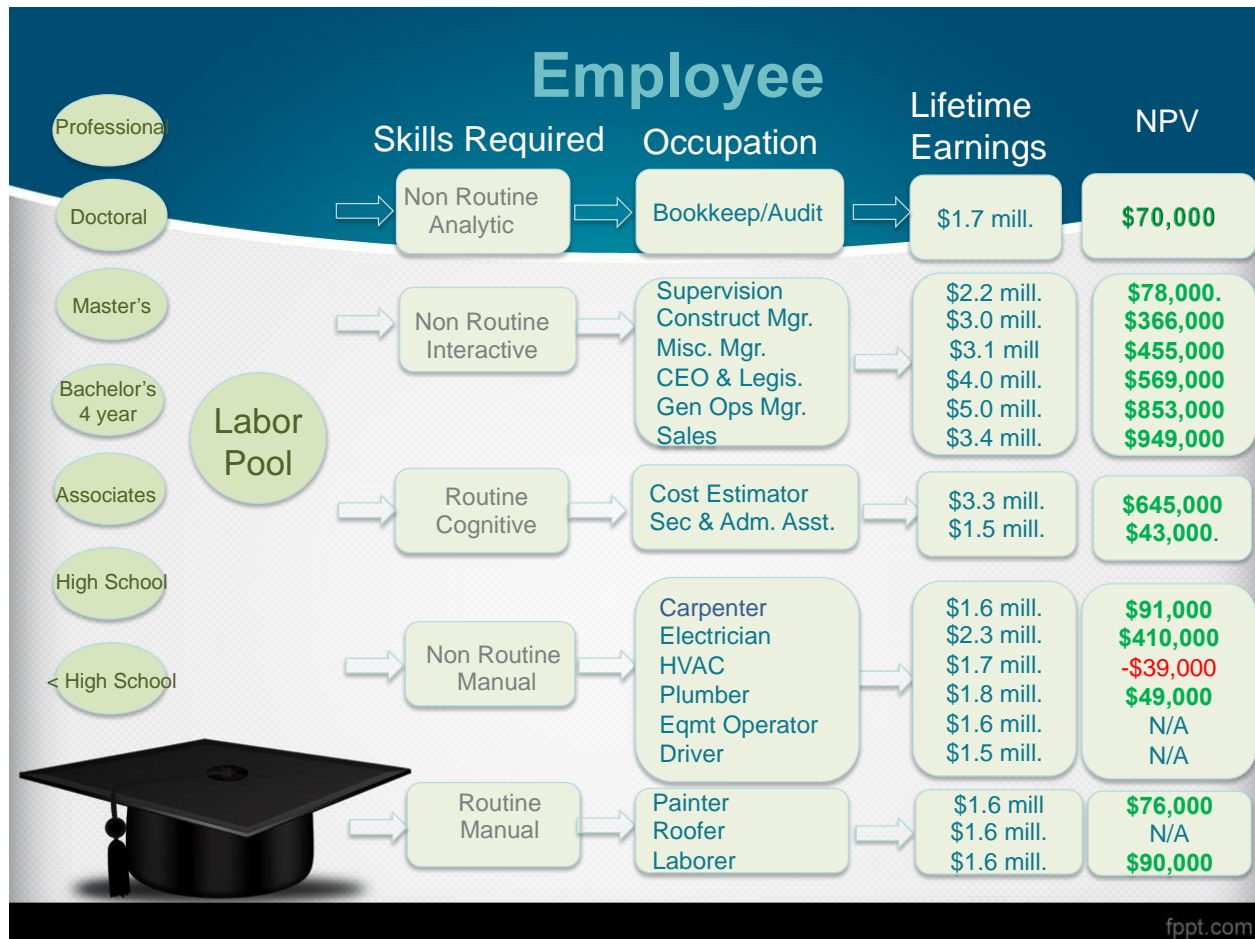 Employee
Professional
Doctoral
Master's
Bachelor's
4 year
Associates
High School
< High School
Labor
Pool
Skills Required
Occupation
Lifetime
Earnings
NPV
Non Routine
Analytic
Bookkeep/Audit
$1.7 mill.
$70,000
Non Routine
Interactive
Supervision
Construct Mgr.
Misc. Mgr.
CEO & Legis.
Gen Ops Mgr.
Sales
$2.2 mill.
$3.0 mill.
$3.1 mill
$4.0 mill.
$5.0 mill.
$3.4 mill.
$78,000.
$366,000
$455,000
$569,000
$853,000
$949,000
Routine
Cognitive
Cost Estimator
Sec & Adm. Asst.
$3.3 mill.
$1.5 mill.
$645,000
$43,000.
Non Routine
Manual
Carpenter
Electrician
HVAC
Plumber
Eqmt Operator
Driver
$1.6 mill.
$2.3 mill.
$1.7 mill.
$1.8 mill.
$1.6 mill.
$1.5 mill.
$91,000
$410,000
-$39,000
$49,000
N/A
N/A
Routine
Manual
Painter
Roofer
Laborer
$1.6 mill
$1.6 mill.
$1.6 mill.
$76,000
N/A
$90,000
fppt.com